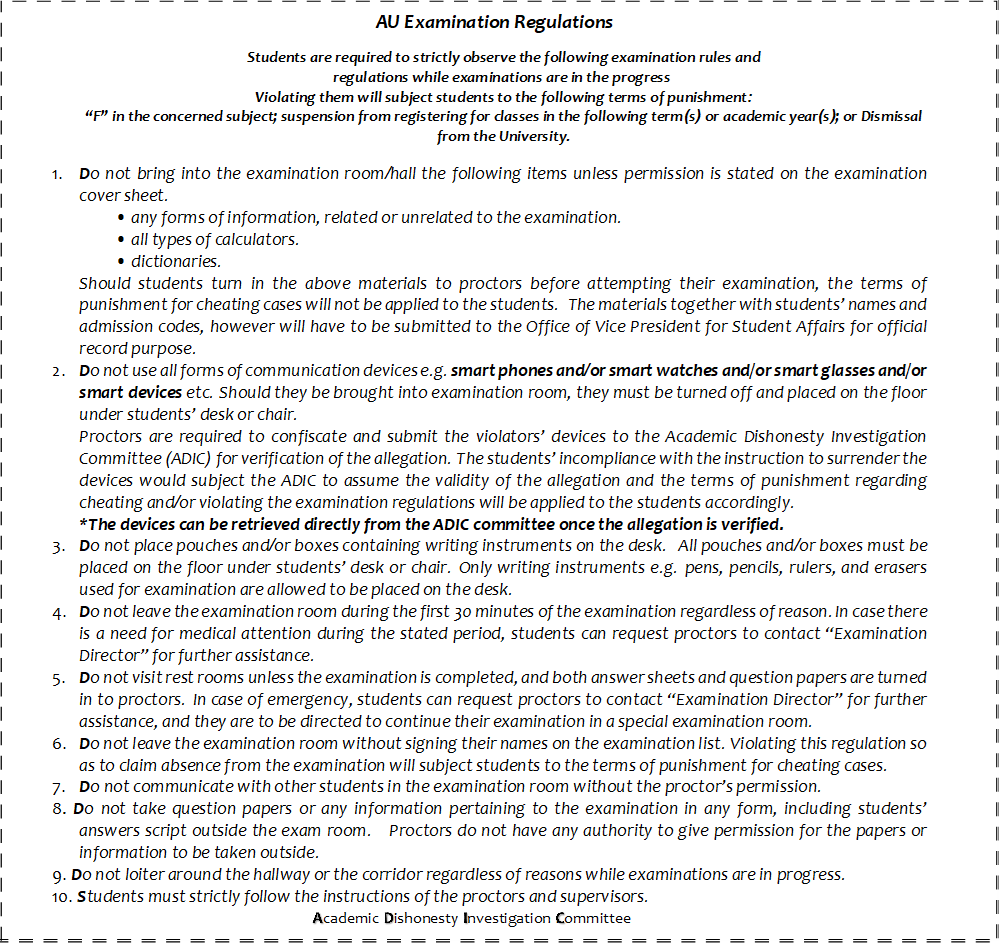 AU Examination Regulations
Students are required to strictly observe the following examination rules and
regulations while examinations are in the progress
Violating them will subject students to the following terms of punishment:
“F” in the concerned subject; suspension from registering for classes in the following term(s) or academic year(s); or Dismissal
from the University.
1. Do not bring into the examination room/hall the following items unless permission is stated on the examination
cover sheet.
• any forms of information, related or unrelated to the examination.
• all types of calculators.
• dictionaries.
Should students turn in the above materials to proctors before attempting their examination, the terms of
punishment for cheating cases will not be applied to the students. The materials together with students’ names and
admission codes, however will have to be submitted to the Office of Vice President for Student Affairs for official
record purpose.
2. Do not use all forms of communication devices e.g. smart phones and/or smart watches and/or smart glasses and/or
smart devices etc. Should they be brought into examination room, they must be turned off and placed on the floor
under students’ desk or chair.
Proctors are required to confiscate and submit the violators’ devices to the Academic Dishonesty Investigation
Committee (ADIC) for verification of the allegation. The students’ incompliance with the instruction to surrender the
devices would subject the ADIC to assume the validity of the allegation and the terms of punishment regarding
cheating and/or violating the examination regulations will be applied to the students accordingly.
*The devices can be retrieved directly from the ADIC committee once the allegation is verified.
3. Do not place pouches and/or boxes containing writing instruments on the desk. All pouches and/or boxes must be
placed on the floor under students’ desk or chair. Only writing instruments e.g. pens, pencils, rulers, and erasers
used for examination are allowed to be placed on the desk.
4. Do not leave the examination room during the first 30 minutes of the examination regardless of reason. In case there
is a need for medical attention during the stated period, students can request proctors to contact “Examination
Director” for further assistance.
5. Do not visit rest rooms unless the examination is completed, and both answer sheets and question papers are turned
in to proctors. In case of emergency, students can request proctors to contact “Examination Director” for further
assistance, and they are to be directed to continue their examination in a special examination room.
6. Do not leave the examination room without signing their names on the examination list. Violating this regulation so
as to claim absence from the examination will subject students to the terms of punishment for cheating cases.
7. Do not communicate with other students in the examination room without the proctor’s permission.
8. Do not take question papers or any information pertaining to the examination in any form, including students’
answers script outside the exam room. Proctors do not have any authority to give permission for the papers or
information to be taken outside.
9. Do not loiter around the hallway or the corridor regardless of reasons while examinations are in progress.
10. Students must strictly follow the instructions of the proctors and supervisors.
Academic Dishonesty Investigation Committee